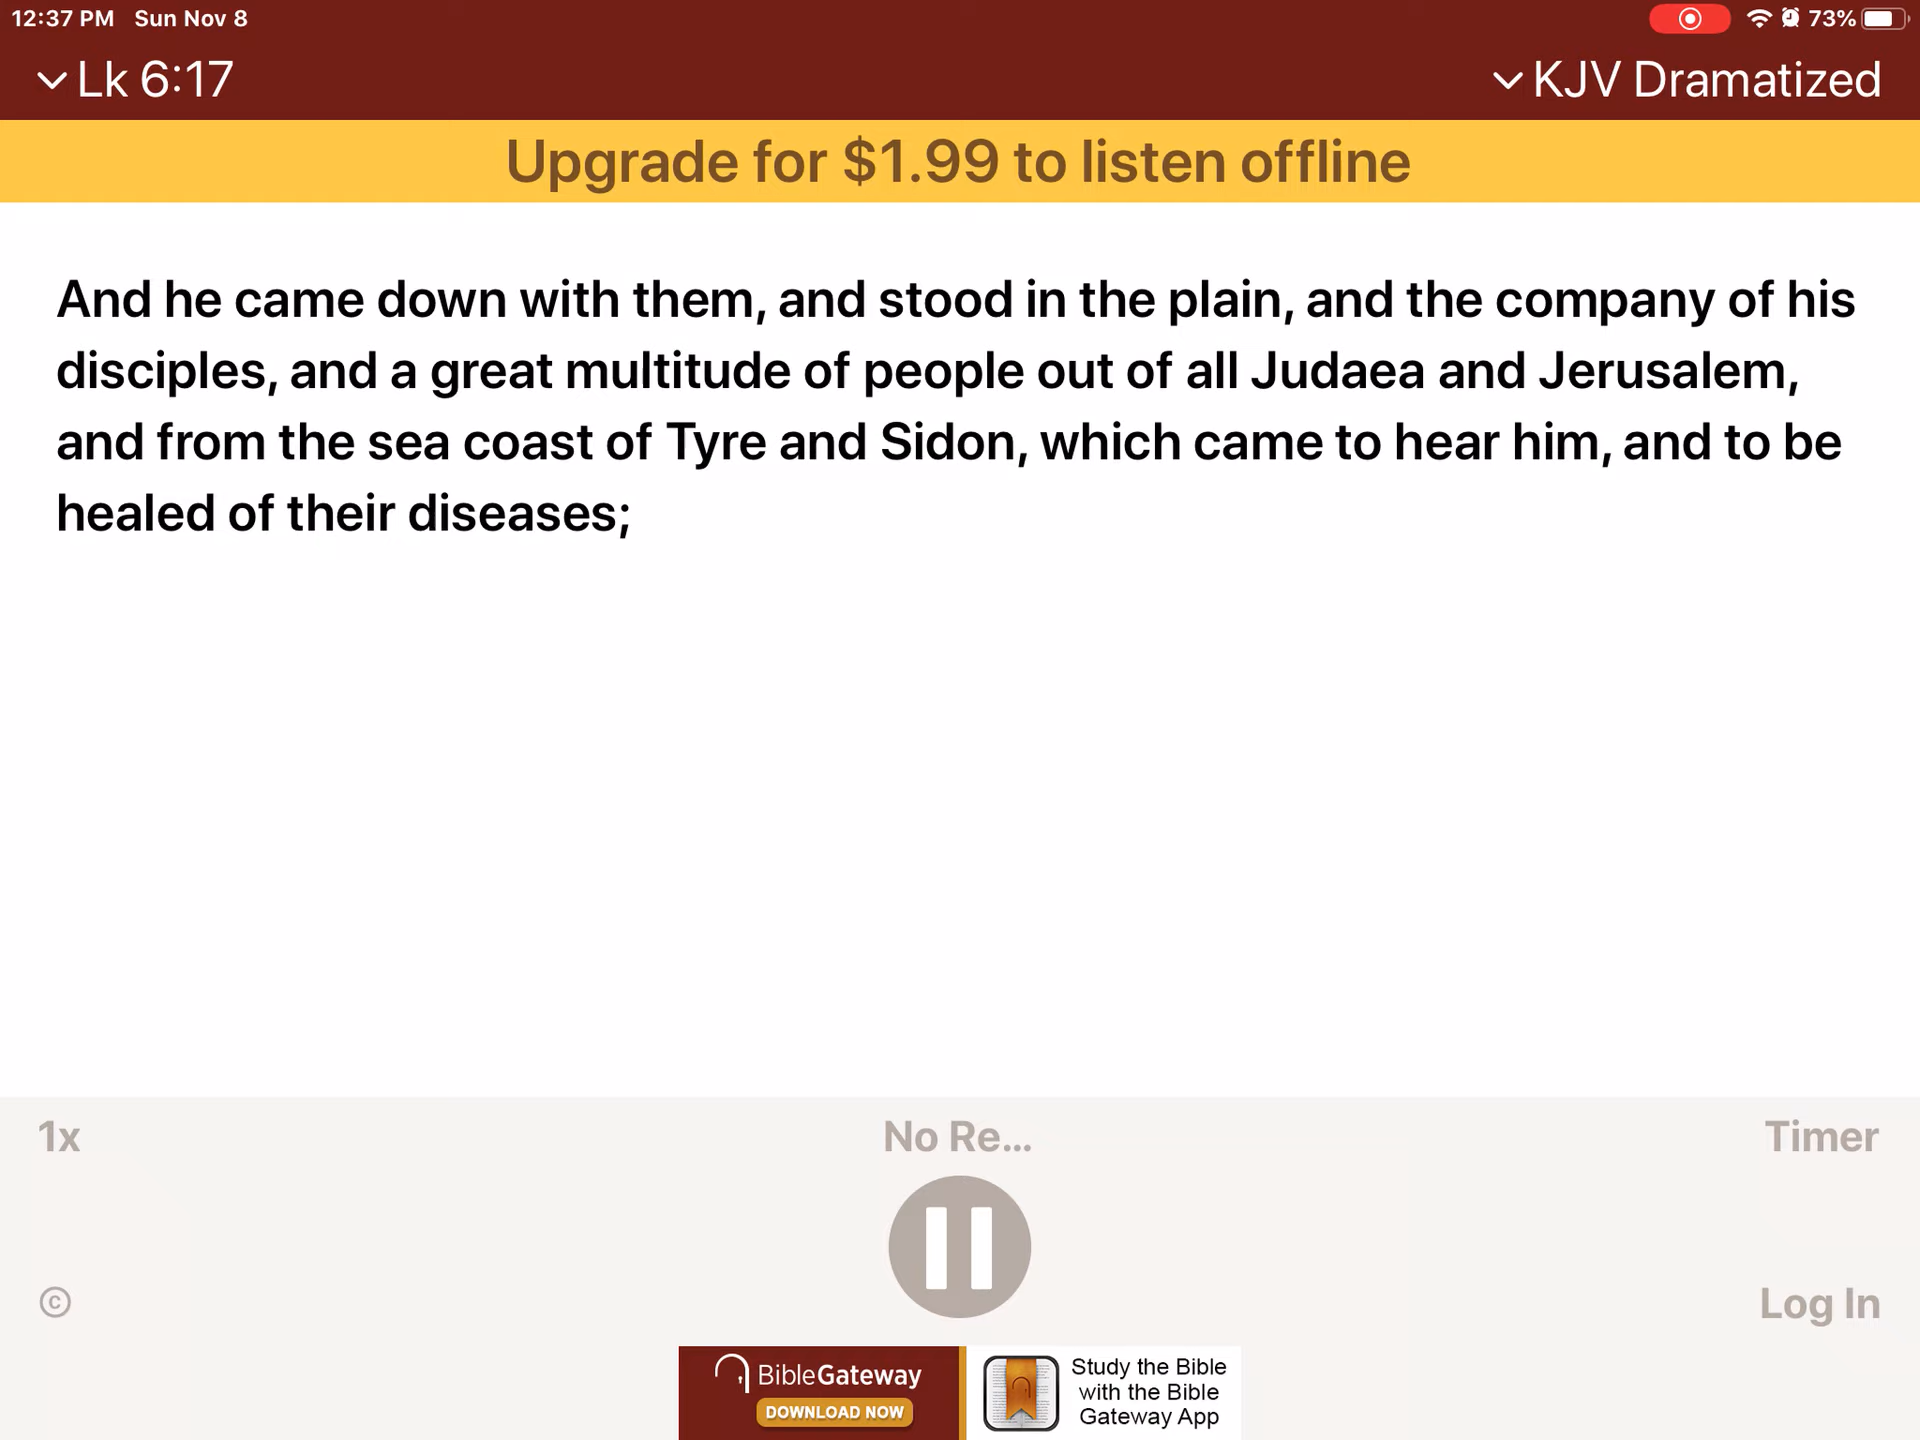 12:37 PM Sun Nov 8
73%
Lk 6:17
KJV Dramatized
Upgrade for $1.99 to listen offline
And he came down with them, and stood in the plain, and the company of his
disciples, and a great multitude of people out of all Judaea and Jerusalem,
and from the sea coast of Tyre and Sidon, which came to hear him, and to be
healed of their diseases;
1x
No Re...
Timer
©
Log In
BibleGateway
DOWNLOAD NOW
Study the Bible
with the Bible
Gateway App